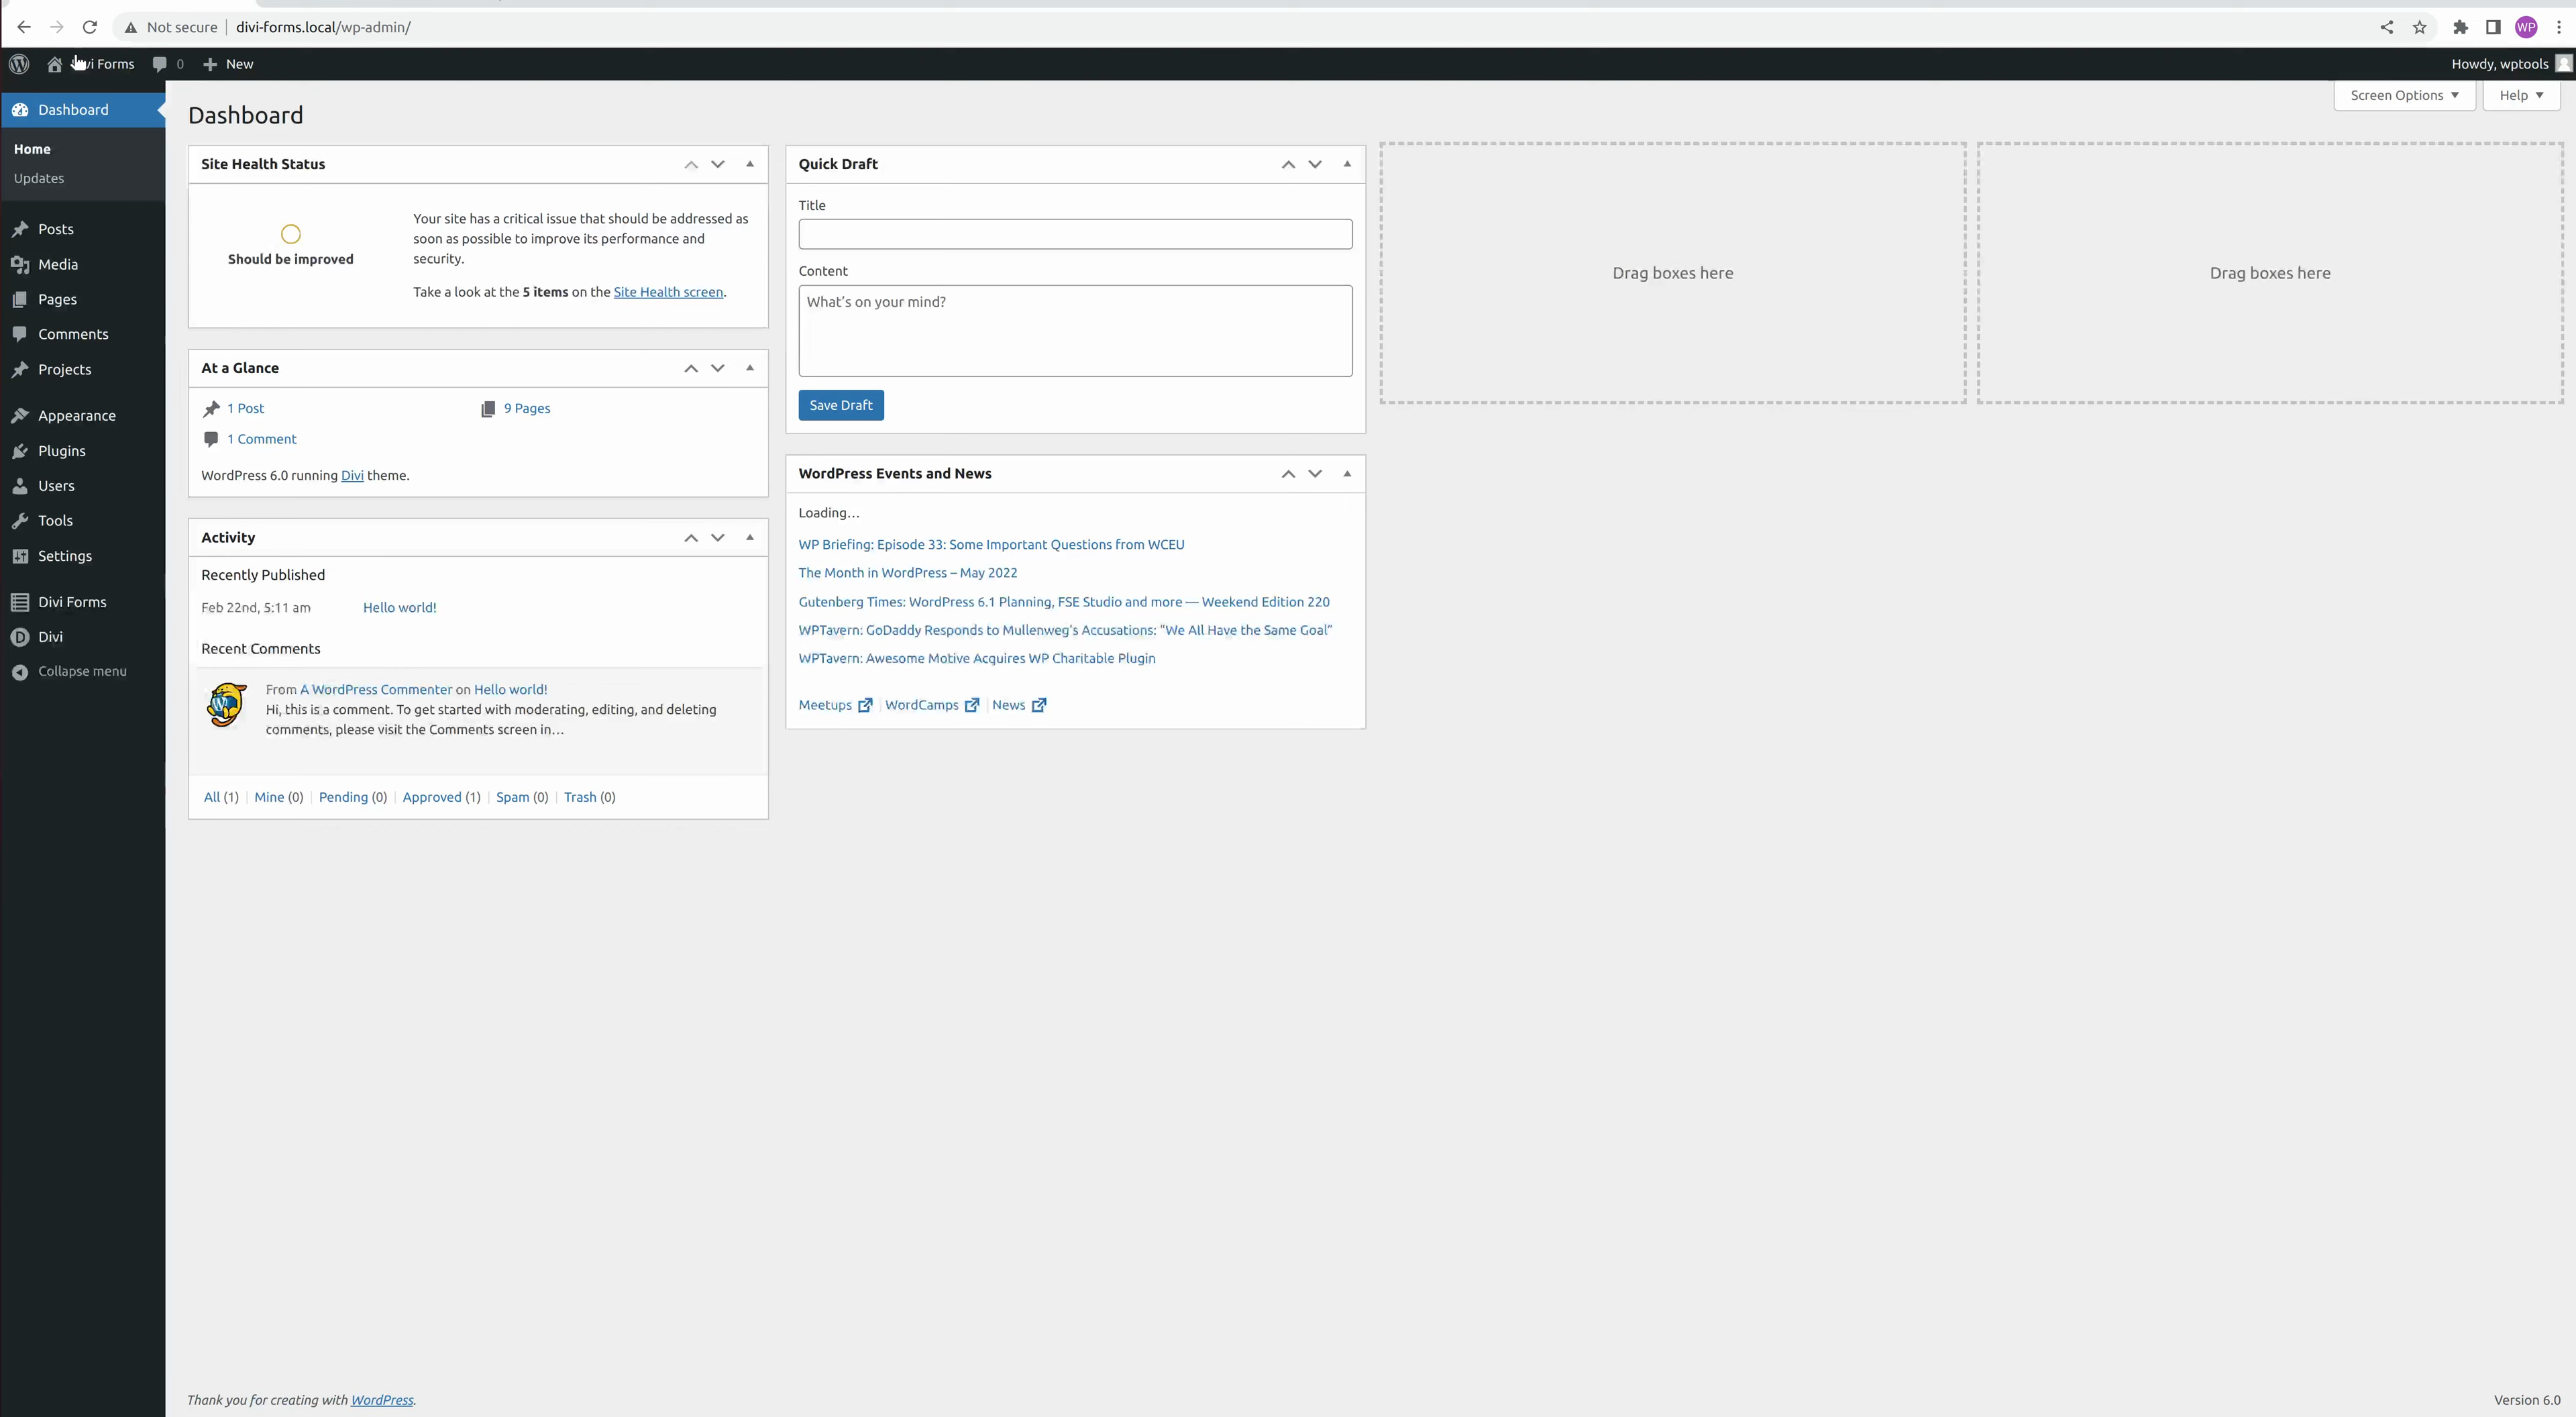 Not secure divi-forms.local/wp-admin/
WP
vi Forms 0 New
Howdy, wptools
Dashboard
Home
Updates
Posts
Media
Pages
Comments
Projects
Appearance
Plugins
Users
Tools
Settings
Divi Forms
Divi
Collapse menu
Dashboard
Screen Options
Help
Site Health Status
Should be improved
Your site has a critical issue that should be addressed as
soon as possible to improve its performance and
security.
Take a look at the 5 items on the Site Health screen.
At a Glance
1 Post
9 Pages
1 Comment
WordPress 6.0 running Divi theme.
Activity
Recently Published
Feb 22nd, 5:11 am Hello world!
Recent Comments
From A WordPress Commenter on Hello world!
Hi, this is a comment. To get started with moderating, editing, and deleting
comments, please visit the Comments screen in…
All (1) | Mine (0) | Pending (0) | Approved (1) | Spam (0) | Trash (0)
Quick Draft
Title
Content
What's on your mind?
Save Draft
WordPress Events and News
Loading…
WP Briefing: Episode 33: Some Important Questions from WCEU
The Month in WordPress – May 2022
Gutenberg Times: WordPress 6.1 Planning, FSE Studio and more — Weekend Edition 220
WPTavern: GoDaddy Responds to Mullenweg's Accusations: "We All Have the Same Goal"
WPTavern: Awesome Motive Acquires WP Charitable Plugin
Meetups | WordCamps | News
Drag boxes here
Drag boxes here
Thank you for creating with WordPress.
Version 6.0